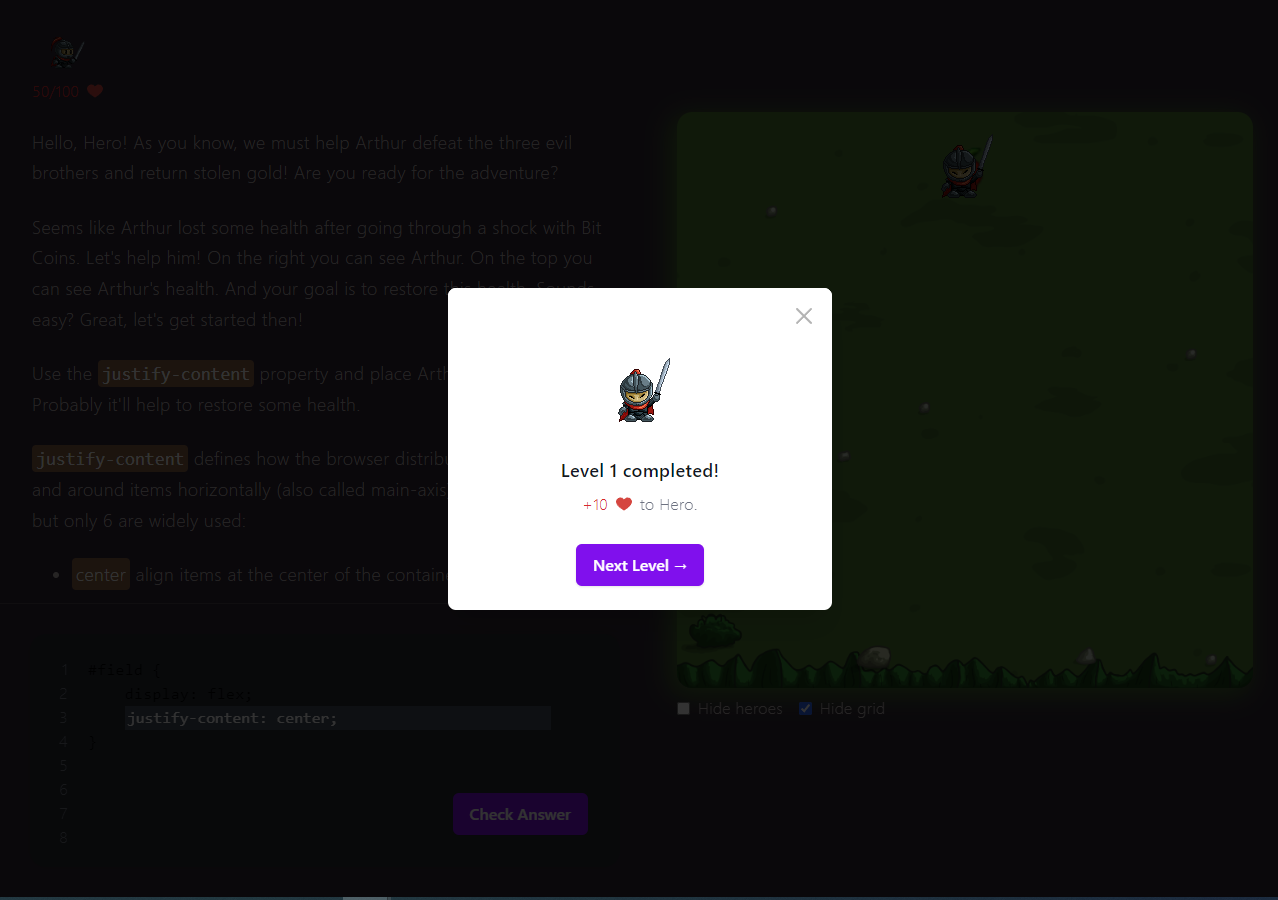 50/100
Hello, Hero! As you know, we must help Arthur defeat the three evil
brothers and return stolen gold! Are you ready for the adventure?
Seems like Arthur lost some health after going through a shock with Bit
Coins. Let's help him! On the right you can see Arthur. On the top you
can see Arthur's health. And your goal is to restore this health. Sounds
easy? Great, let's get started then!
Use the justify-content property and place Arth
Probably it'll help to restore some health.
justify-content defines how the browser distribu
and around items horizontally (also called main-axis
but only 6 are widely used:
center align items at the center of the containe
Level 1 completed!
+10 to Hero.
Next Level →
1 #field {
2 display: flex;
3 justify-content: center;
4 }
5
6
7
8
Check Answer
Hide heroes Hide grid